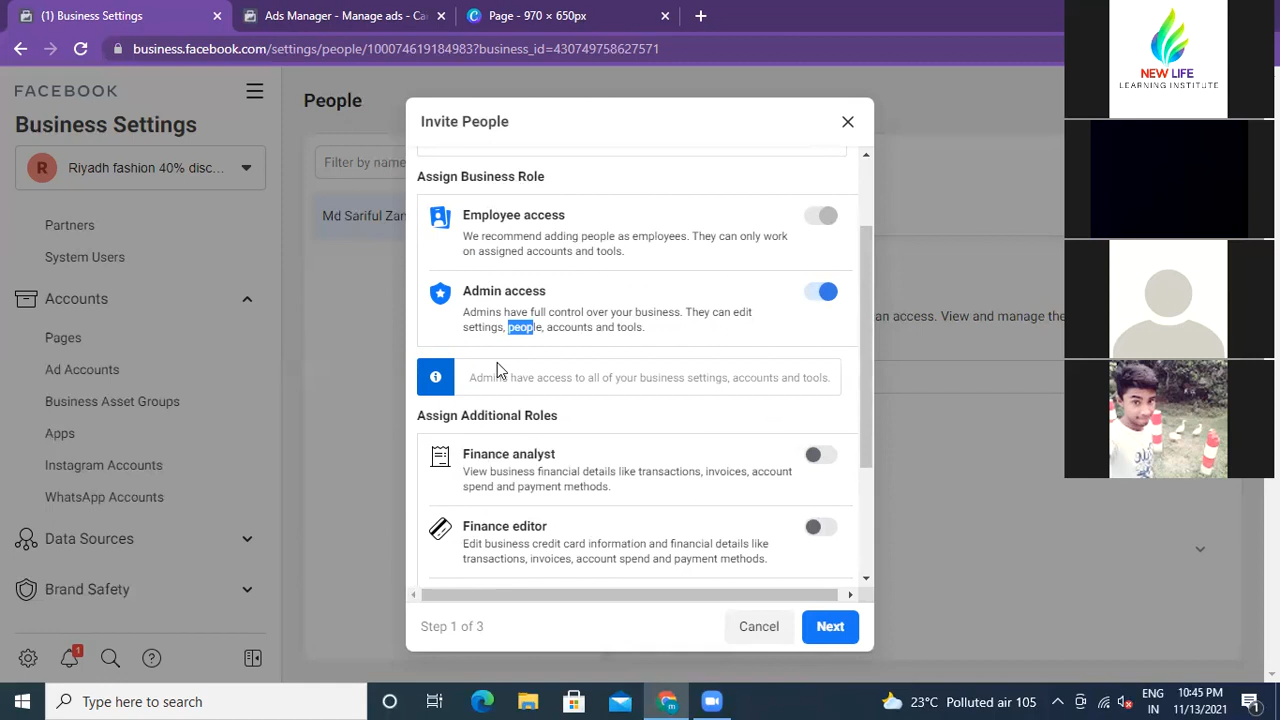 (1) Business Settings
Ads Manager - Manage ads - Ca
Page - 970 × 650px
business.facebook.com/settings/people/100074619184983?business_id=430749758627571
FACEBOOK
Business Settings
R
Riyadh fashion 40% disc...
Partners
System Users
Accounts
Pages
Ad Accounts
Business Asset Groups
Apps
Instagram Accounts
WhatsApp Accounts
Data Sources
Brand Safety
1
People
Filter by name
Md Sariful Zam
an access. View and manage the
Invite People
Assign Business Role
Employee access
We recommend adding people as employees. They can only work
on assigned accounts and tools.
Admin access
Admins have full control over your business. They can edit
settings, people, accounts and tools.
Admins have access to all of your business settings, accounts and tools.
Assign Additional Roles
Finance analyst
View business financial details like transactions, invoices, account
spend and payment methods.
Finance editor
Edit business credit card information and financial details like
transactions, invoices, account spend and payment methods.
Step 1 of 3
Cancel
Next
NEW LIFE
LEARNING INSTITUTE
Type here to search
23°C Polluted air 105
ENG
IN
10:45 PM
11/13/2021
1